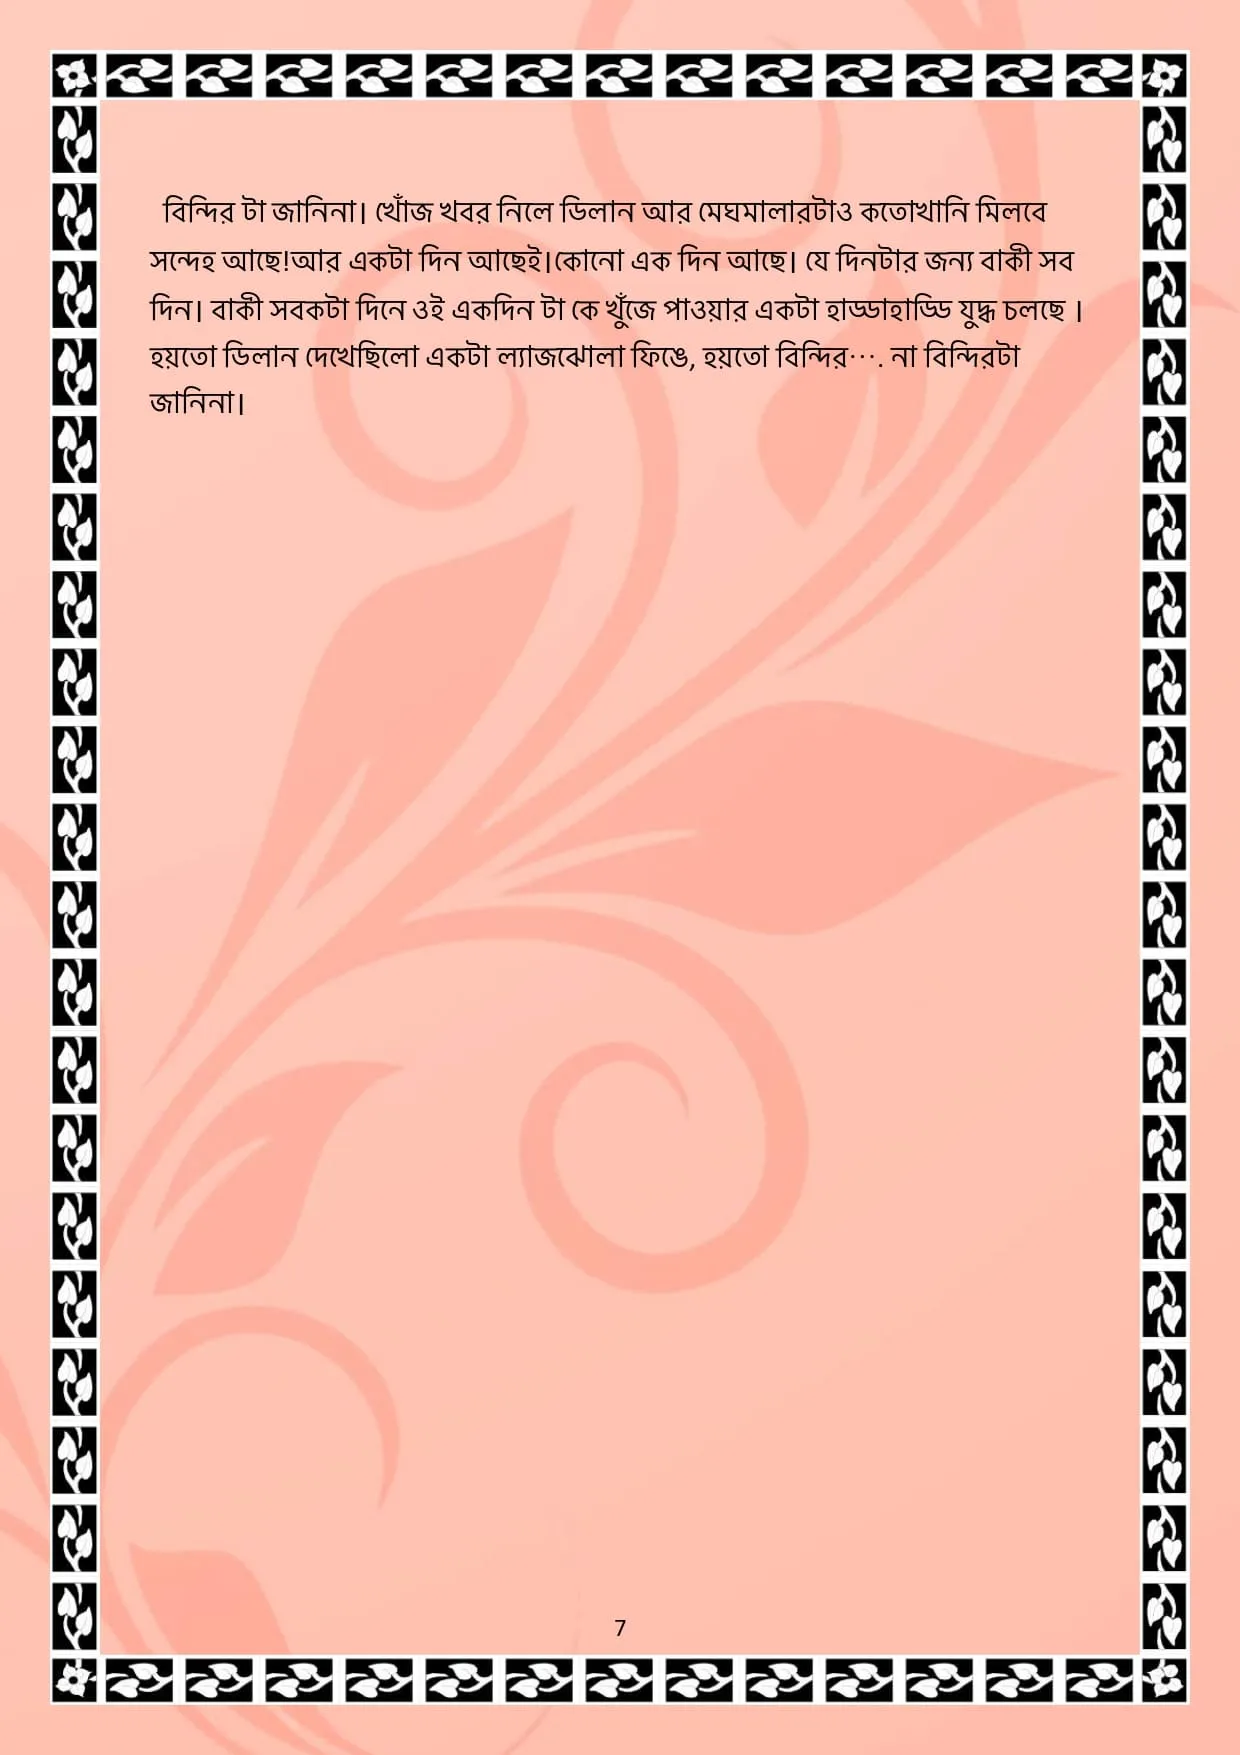 বিন্দির টা জানিনা। খোঁজ খবর নিলে ডিলান আর মেঘমালারটাও কতোখানি মিলবে
সন্দেহ আছে!আর একটা দিন আছেই।কোনো এক দিন আছে। যে দিনটার জন্য বাকী সব
দিন। বাকী সবকটা দিনে ওই একদিন টা কে খুঁজে পাওয়ার একটা হাড্ডাহাড্ডি যুদ্ধ চলছে ।
হয়তো ডিলান দেখেছিলো একটা ল্যাজঝোলা ফিঙে, হয়তো বিন্দির…. না বিন্দিরটা
জানিনা।
7